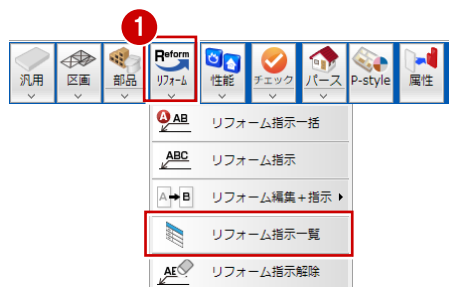 1
Reform
汎用 区画 部品 リフォーム 性能 チェック パース P-style 属性
A AB リフォーム指示一括
ABC リフォーム指示
A B リフォーム編集+指示
リフォーム指示一覧
AE リフォーム指示解除